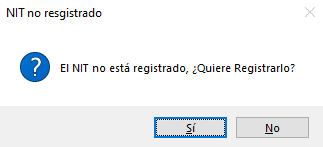 NIT no resgistrado
El NIT no está registrado, ¿Quiere Registrarlo?
Sí
No